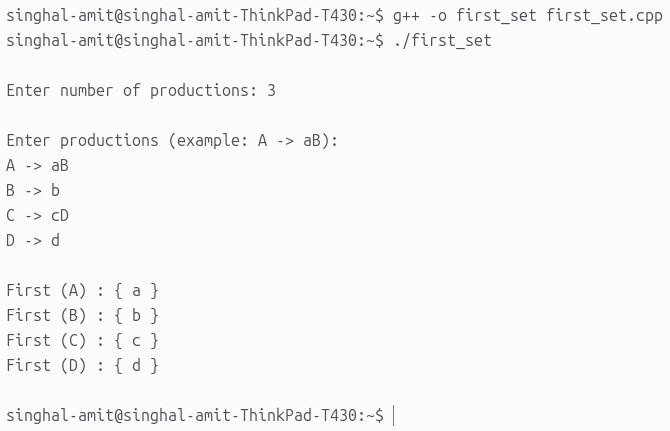 singhal-amit@singhal-amit-ThinkPad-T430:~$ g++ -o first_set first_set.cpp
singhal-amit@singhal-amit-ThinkPad-T430:~$ ./first_set
Enter number of productions: 3
Enter productions (example: A -> aB):
A -> aB
B -> b
C -> cD
D -> d
First (A) : { a }
First (B) : { b }
First (C) : { c }
First (D) : { d }
singhal-amit@singhal-amit-ThinkPad-T430:~$